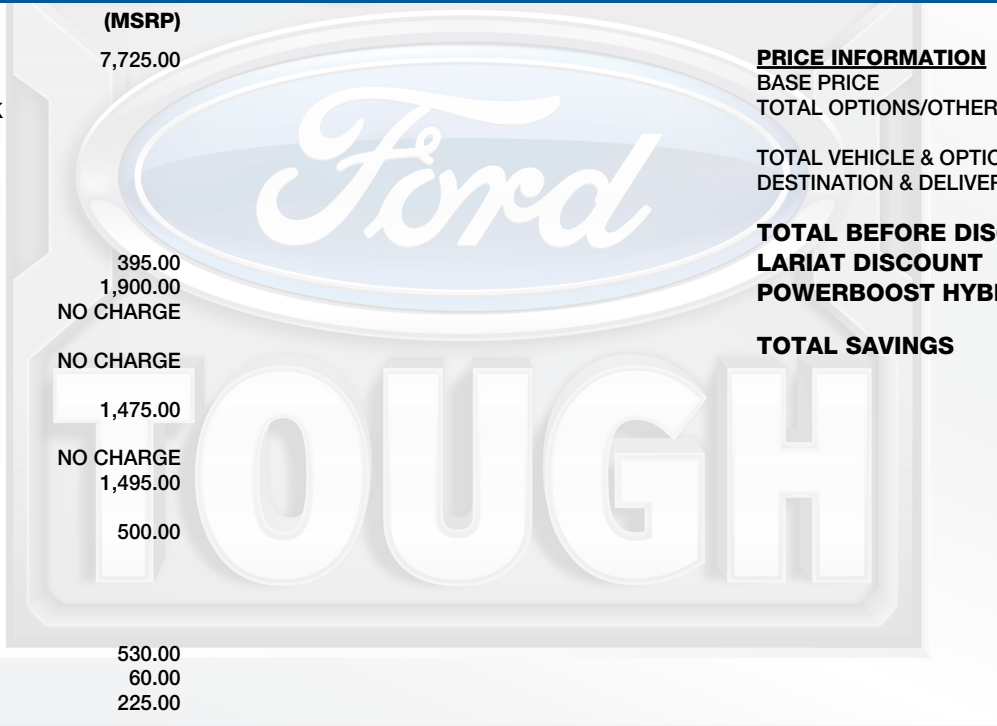 (MSRP)
7,725.00
395.00
1,900.00
NO CHARGE
NO CHARGE
1,475.00
NO CHARGE
1,495.00
500.00
530.00
60.00
225.00
PRICE INFORMATION
BASE PRICE
TOTAL OPTIONS/OTHER
TOTAL VEHICLE & OPTIO
DESTINATION & DELIVER
TOTAL BEFORE DISC
LARIAT DISCOUNT
POWERBOOST HYBR
TOTAL SAVINGS
Ford
TOUGH